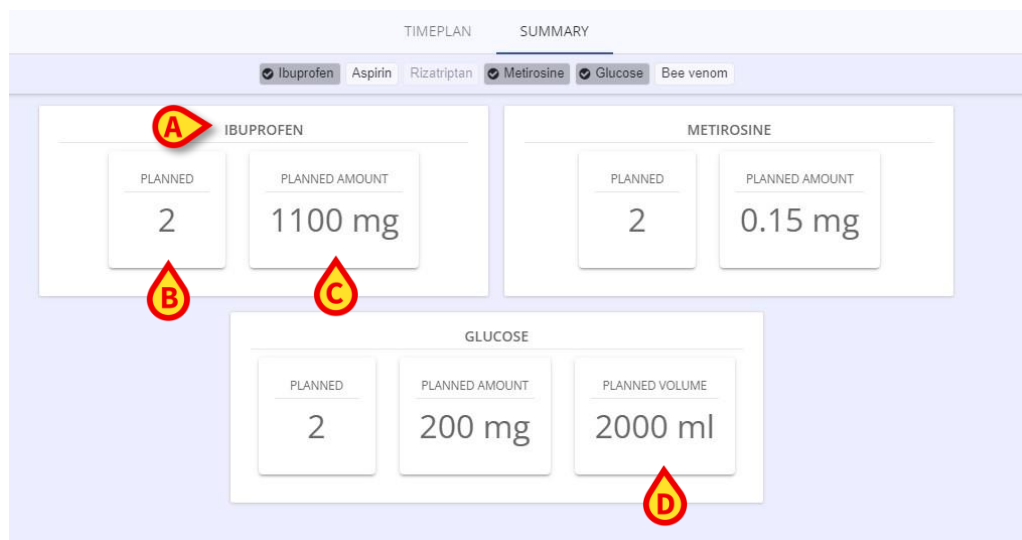 TIMEPLAN SUMMARY
Ibuprofen Aspirin Rizatriptan Metirosine Glucose Bee venom
A IBUPROFEN
PLANNED PLANNED AMOUNT
2 1100 mg
B C
METIROSINE
PLANNED PLANNED AMOUNT
2 0.15 mg
GLUCOSE
PLANNED PLANNED AMOUNT PLANNED VOLUME
2 200 mg 2000 ml
D